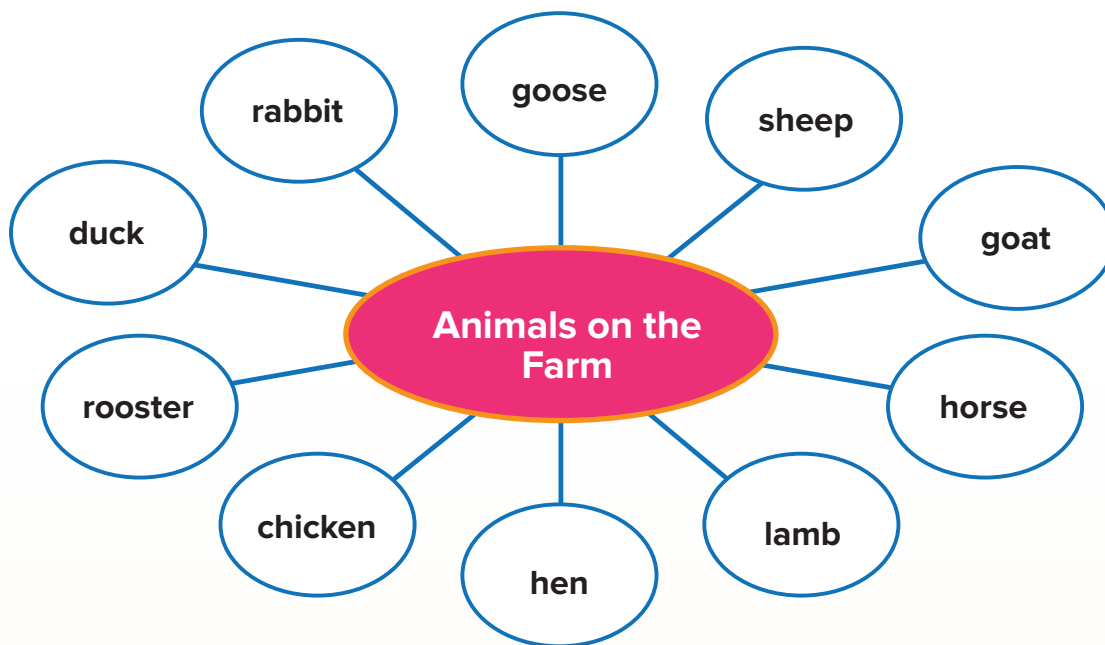 goose
rabbit
sheep
duck
goat
Animals on the
Farm
rooster
horse
chicken
lamb
hen